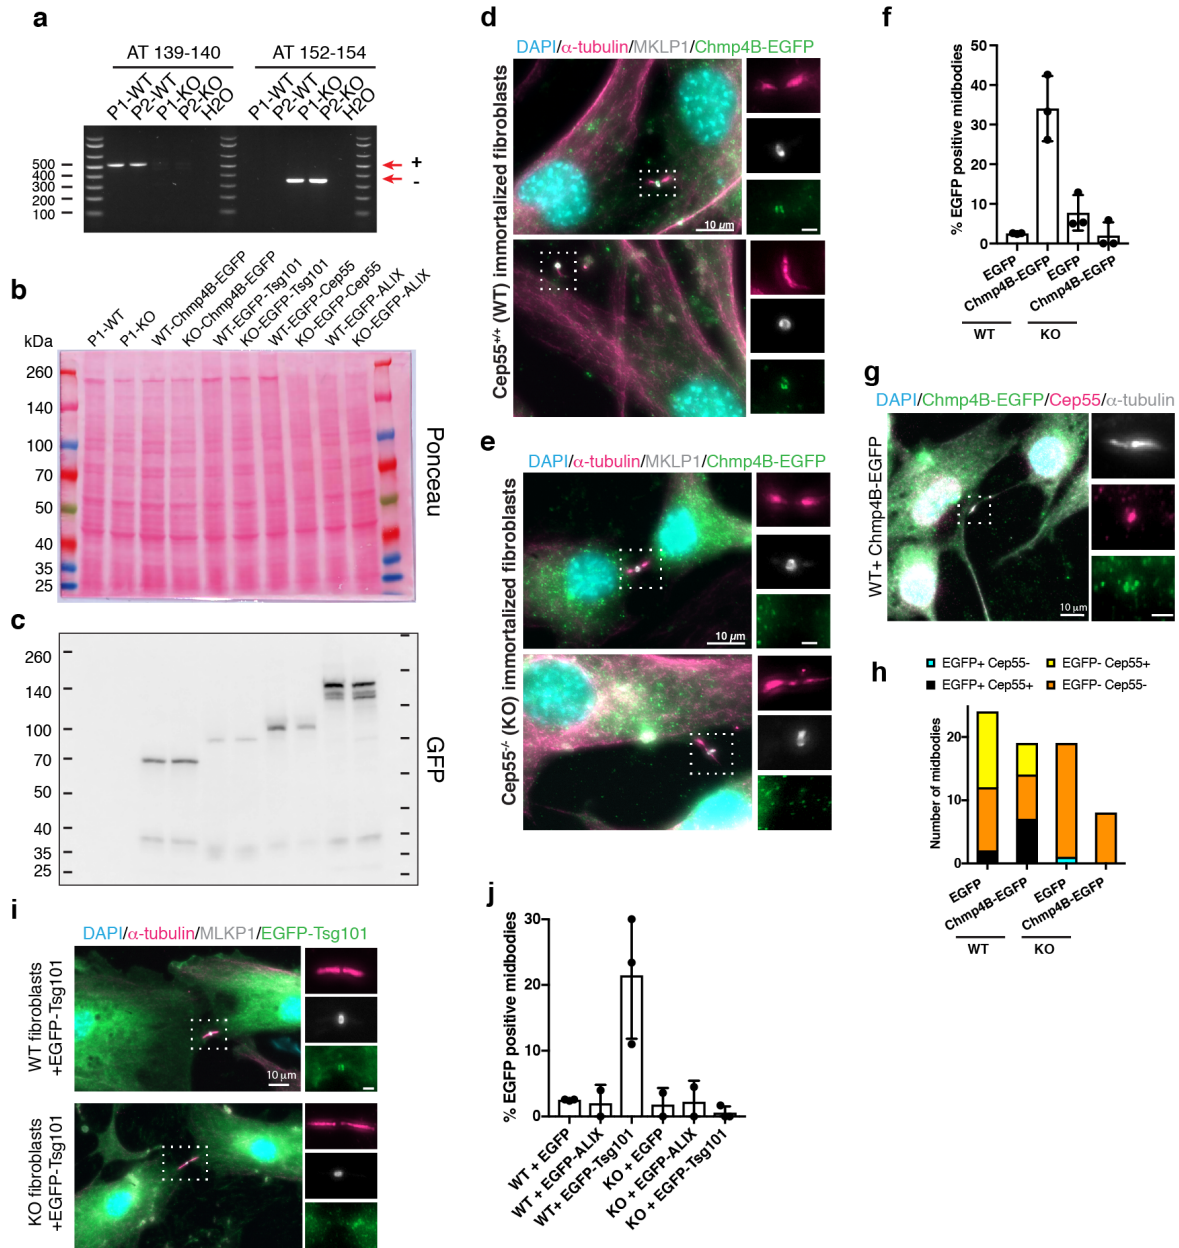 a
AT 139-140
AT 152-154
P1-WT
P2-WT
P1-KO
P2-KO
H2O
P1-WT
P2-WT
P1-KO
P2-KO
H2O
500
400
300
200
100
+
-
b
P1-WT
P1-KO
WT-Chmp4B-EGFP
KO-Chmp4B-EGFP
WT-EGFP-Tsg101
KO-EGFP-Tsg101
WT-EGFP-Cep55
KO-EGFP-Cep55
WT-EGFP-ALIX
KO-EGFP-ALIX
kDa
260
140
100
70
50
40
35
25
Ponceau
c
260
140
100
70
50
40
35
25
GFP
d
DAPI/α-tubulin/MKLP1/Chmp4B-EGFP
Cep55+/+ (WT) immortalized fibroblasts
10 µm
e
DAPI/α-tubulin/MKLP1/Chmp4B-EGFP
Cep55-/- (KO) immortalized fibroblasts
10 µm
f
% EGFP positive midbodies
50
40
30
20
10
0
EGFP
Chmp4B-EGFP
EGFP
Chmp4B-EGFP
WT
KO
g
DAPI/Chmp4B-EGFP/Cep55/α-tubulin
WT+ Chmp4B-EGFP
10 µm
h
EGFP+ Cep55-
EGFP- Cep55+
EGFP+ Cep55+
EGFP- Cep55-
Number of midbodies
20
10
0
EGFP
Chmp4B-EGFP
EGFP
Chmp4B-EGFP
WT
KO
i
DAPI/α-tubulin/MLKP1/EGFP-Tsg101
WT fibroblasts
+EGFP-Tsg101
10 µm
KO fibroblasts
+EGFP-Tsg101
j
% EGFP positive midbodies
30
20
10
0
WT + EGFP
WT + EGFP-ALIX
WT+ EGFP-Tsg101
KO + EGFP
KO + EGFP-ALIX
KO + EGFP-Tsg101